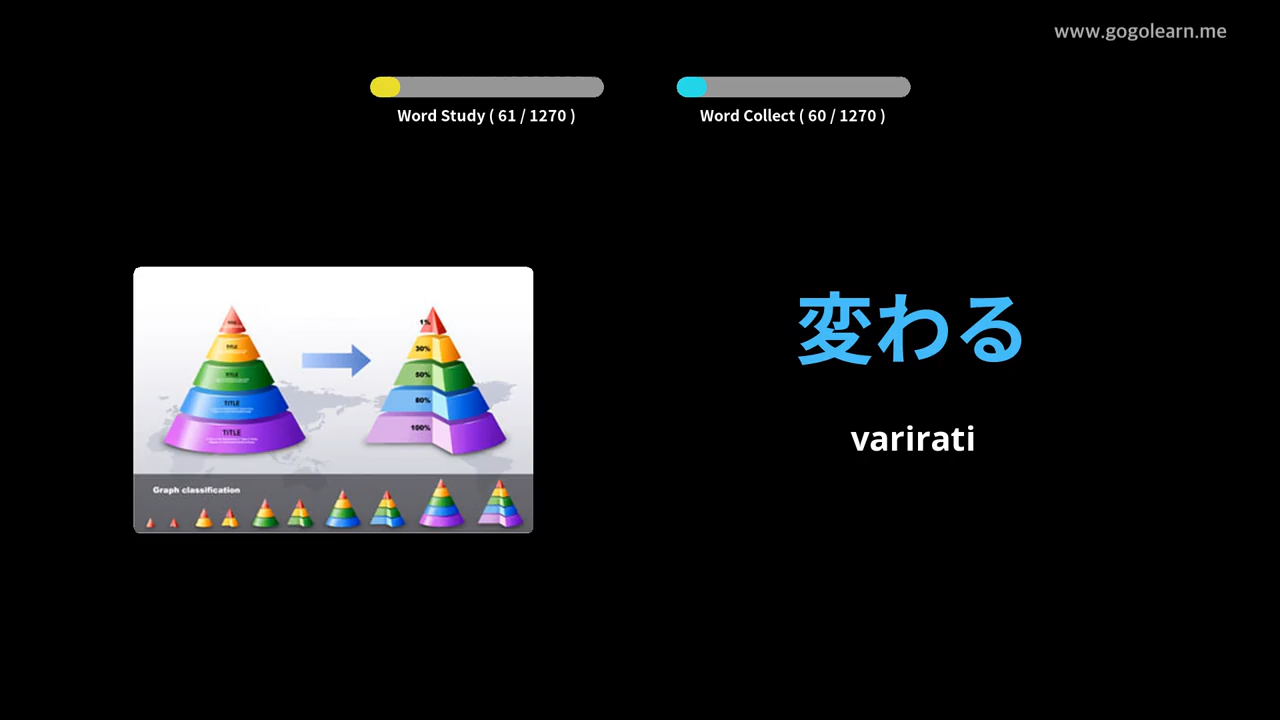 www.gogolearn.me
Word Study ( 61 / 1270 )
Word Collect ( 60 / 1270 )
変わる
varirati
TITLE
TITLE
TITLE
TITLE
1%
30%
50%
80%
100%
Graph classification